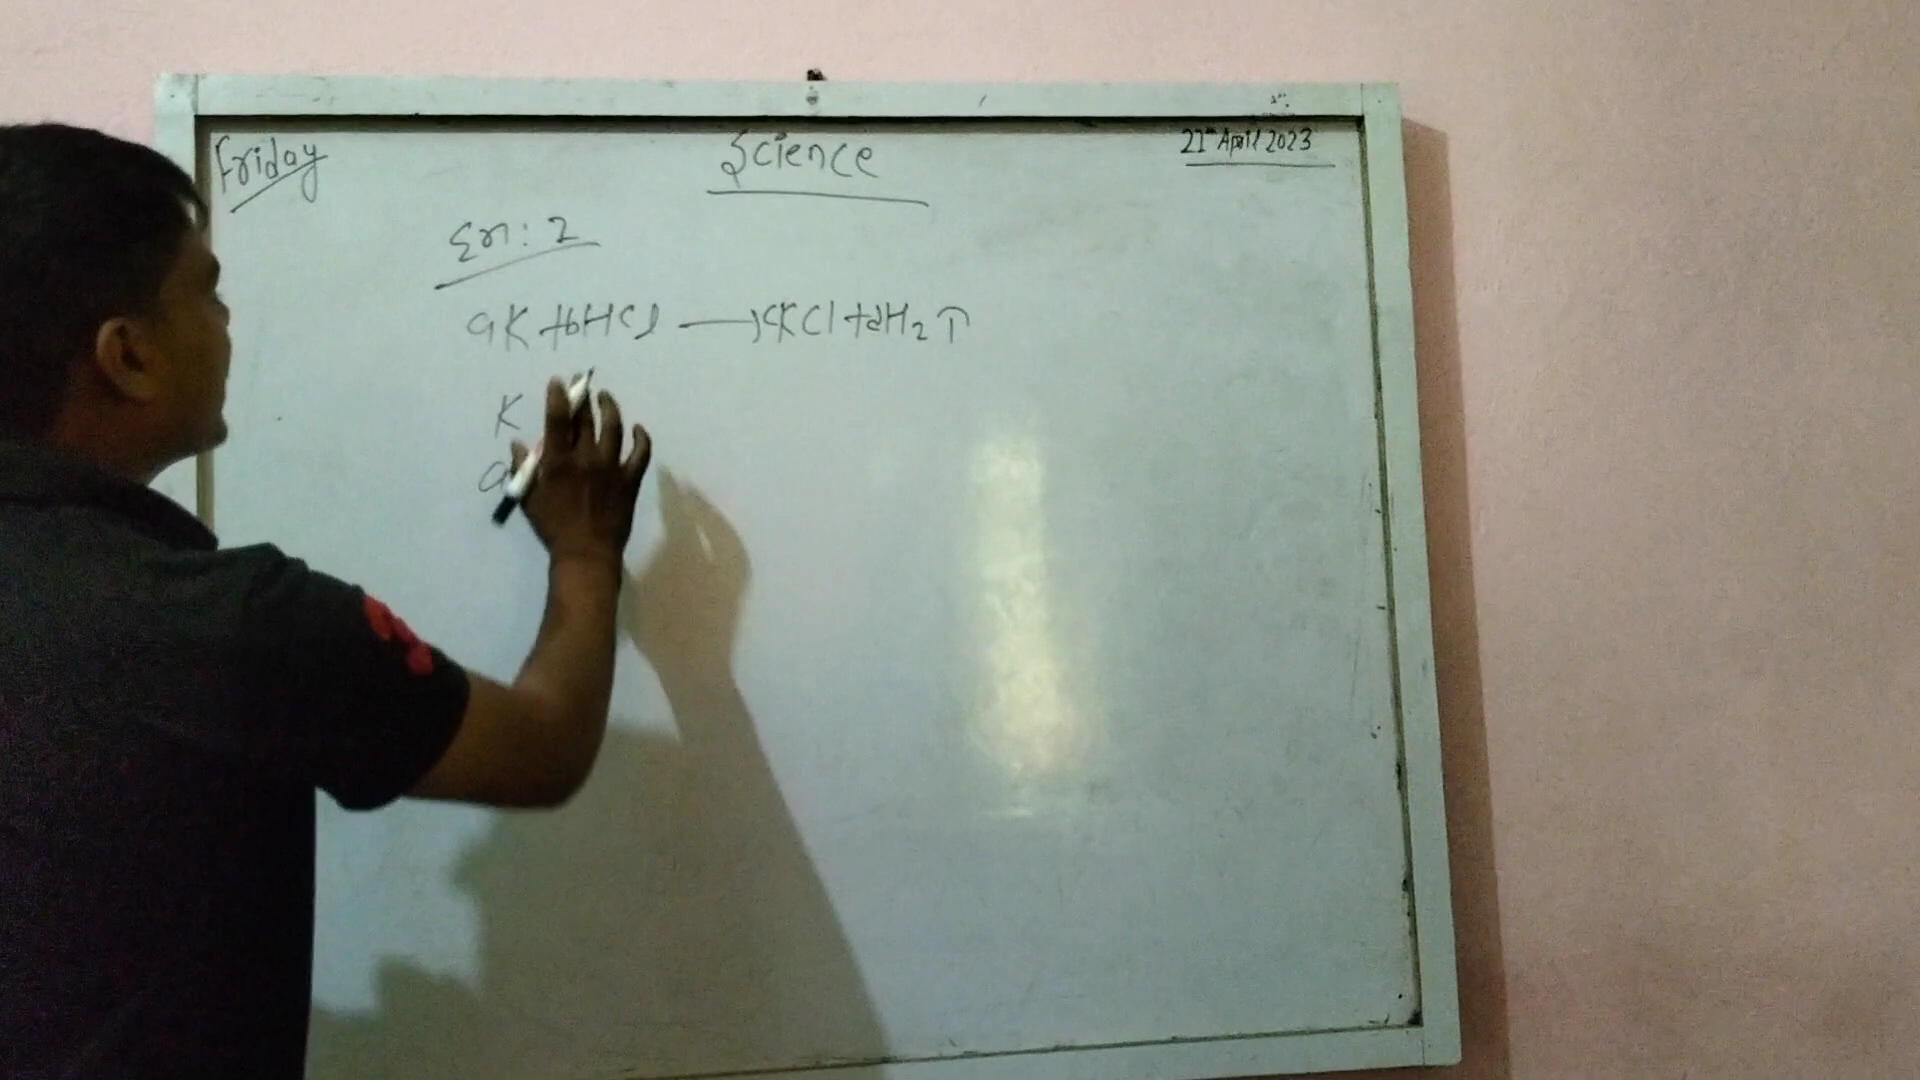 Friday
Science
21st April 2023
Ex: 2
aK + bHCl → cKCl + dH₂ ↑
K
a